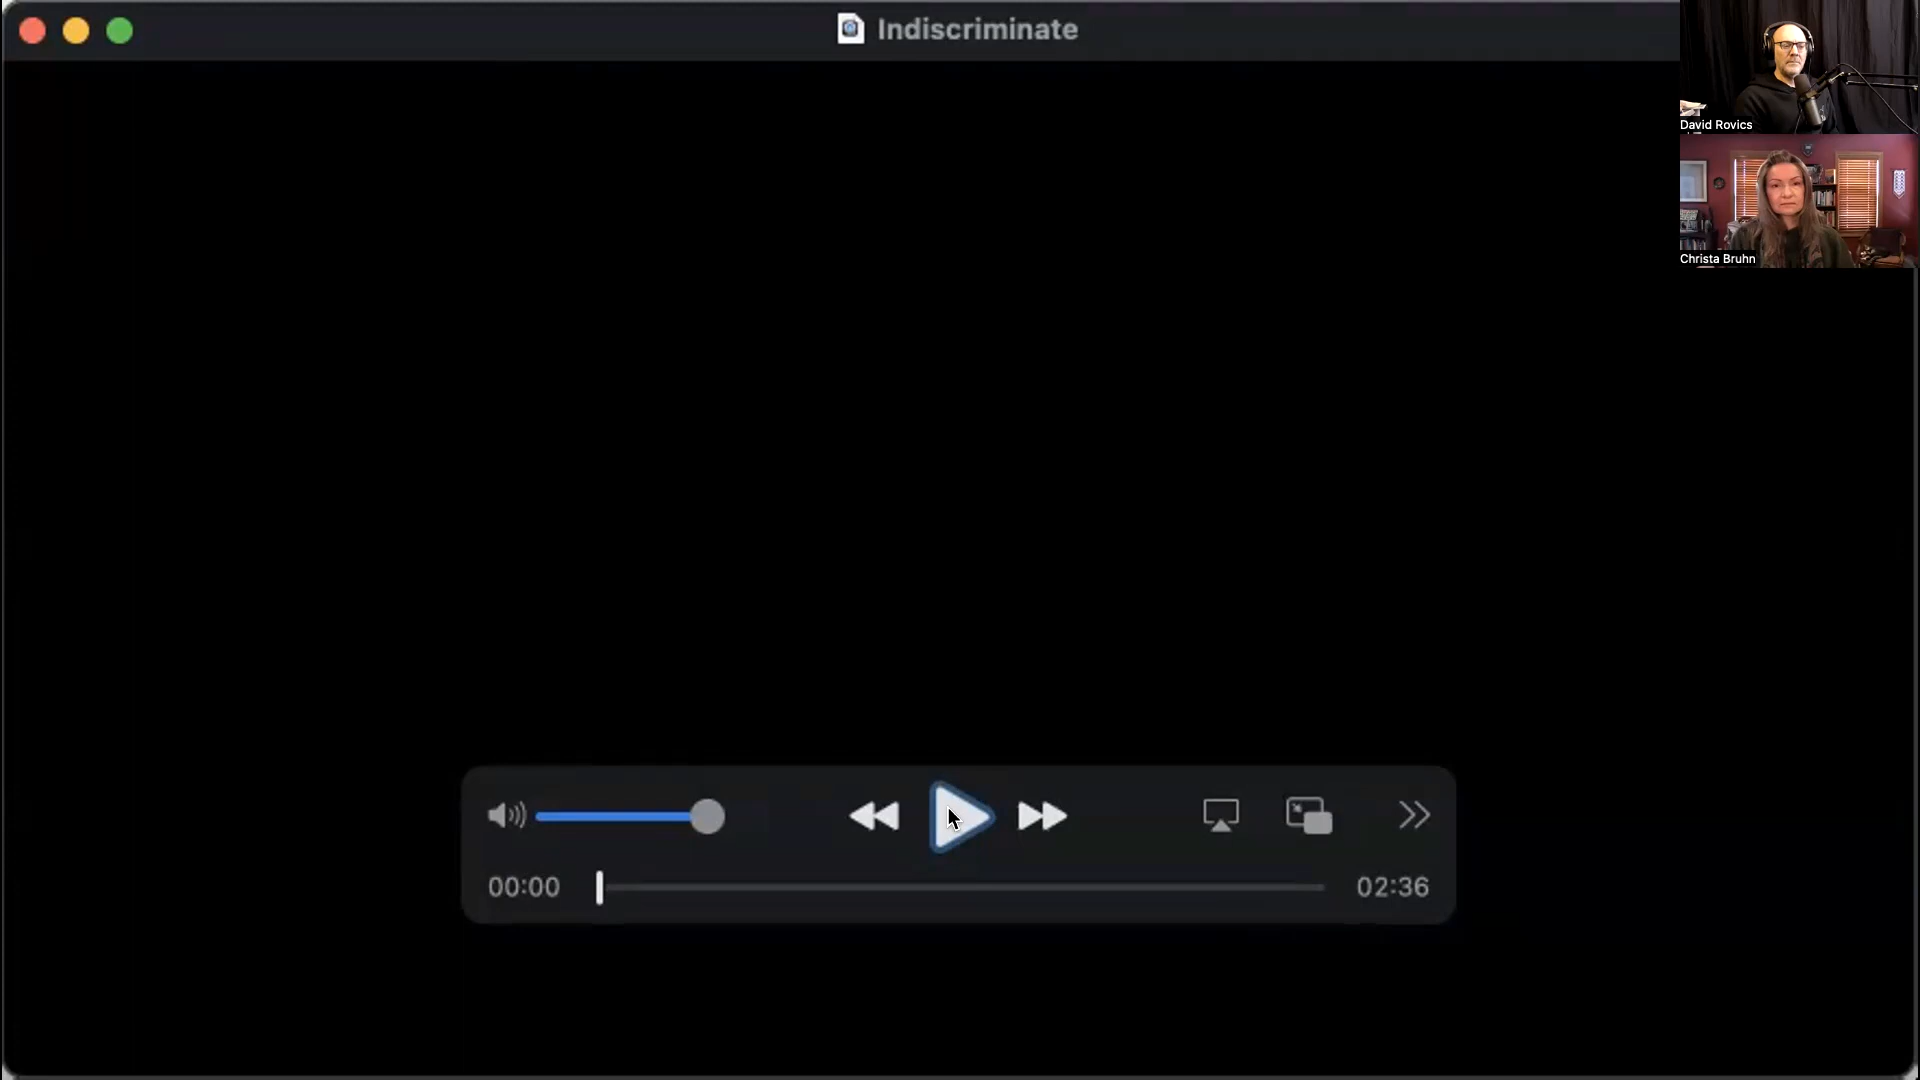 Indiscriminate
David Rovics
Christa Bruhn
00:00
02:36